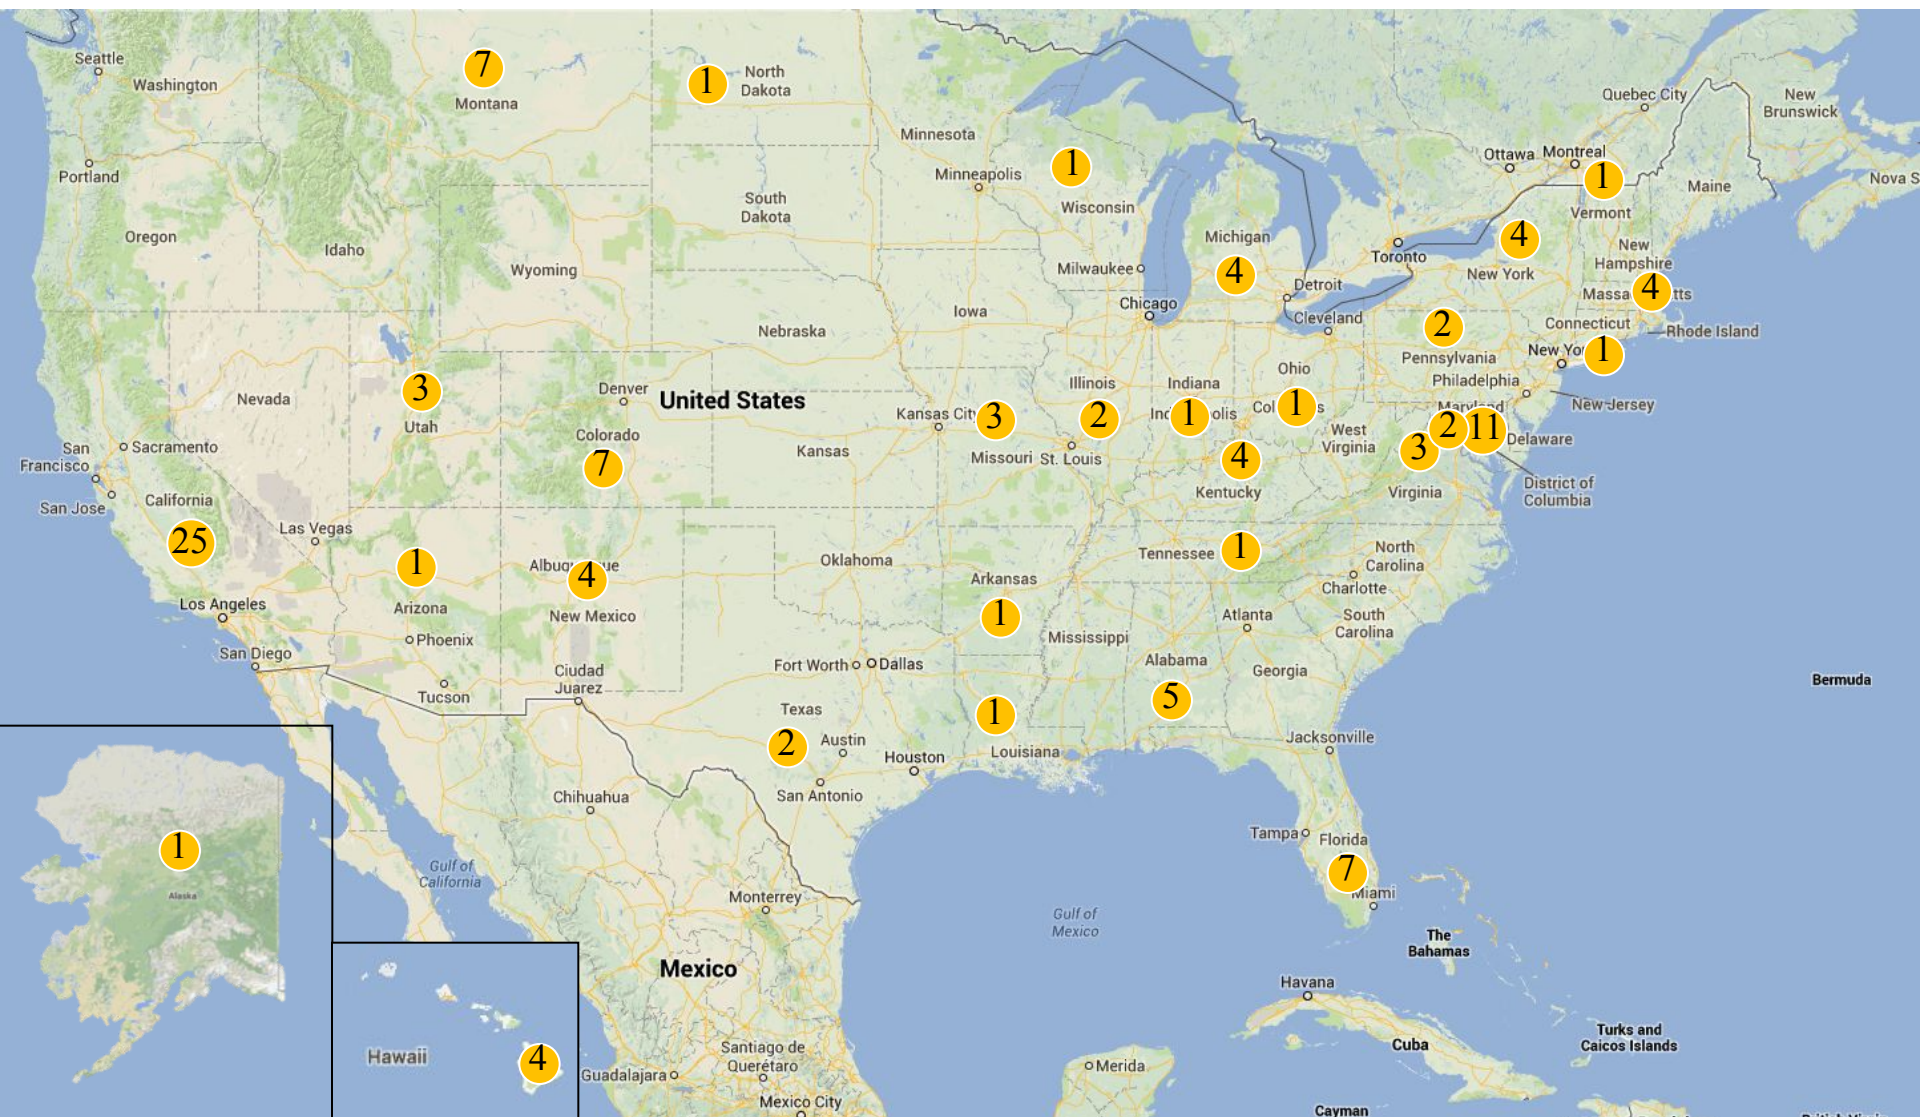 Seattle
Washington
7
Montana
1
North
Dakota
Minnesota
Minneapolis
1
Wisconsin
Quebec City
New
Brunswick
Ottawa
Montreal
1
Vermont
Maine
Nova S
Portland
Oregon
Idaho
Wyoming
South
Dakota
Michigan
4
Milwaukee
Chicago
Detroit
Cleveland
Toronto
4
New York
New
Hampshire
Massa
4
tts
Connecticut
Rhode Island
2
Pennsylvania
New Yo
1
Philadelphia
New Jersey
Iowa
Nebraska
Nevada
3
Utah
Denver
United States
Colorado
7
Kansas City
3
Kansas
Missouri
St. Louis
Illinois
2
Indiana
Ind
1
olis
Ohio
Col
1
s
West
Virginia
Maryland
2
11
3
Delaware
District of
Columbia
Virginia
4
Kentucky
San
Francisco
Sacramento
San Jose
California
25
Las Vegas
Los Angeles
San Diego
1
Arizona
Phoenix
Tucson
Albuq
4
ue
New Mexico
Ciudad
Juarez
Oklahoma
Arkansas
1
Tennessee
1
North
Carolina
Charlotte
South
Carolina
Atlanta
Georgia
Mississippi
Alabama
5
Fort Worth
Dallas
Texas
2
Austin
San Antonio
Houston
1
Louisiana
Jacksonville
Tampa
Florida
7
Miami
Bermuda
Chihuahua
Gulf of
California
Monterrey
Gulf of
Mexico
The
Bahamas
Mexico
Havana
Cuba
Turks and
Caicos Islands
1
Alaska
Hawaii
4
Guadalajara
Santiago de
Querétaro
Mexico City
Merida
Cayman